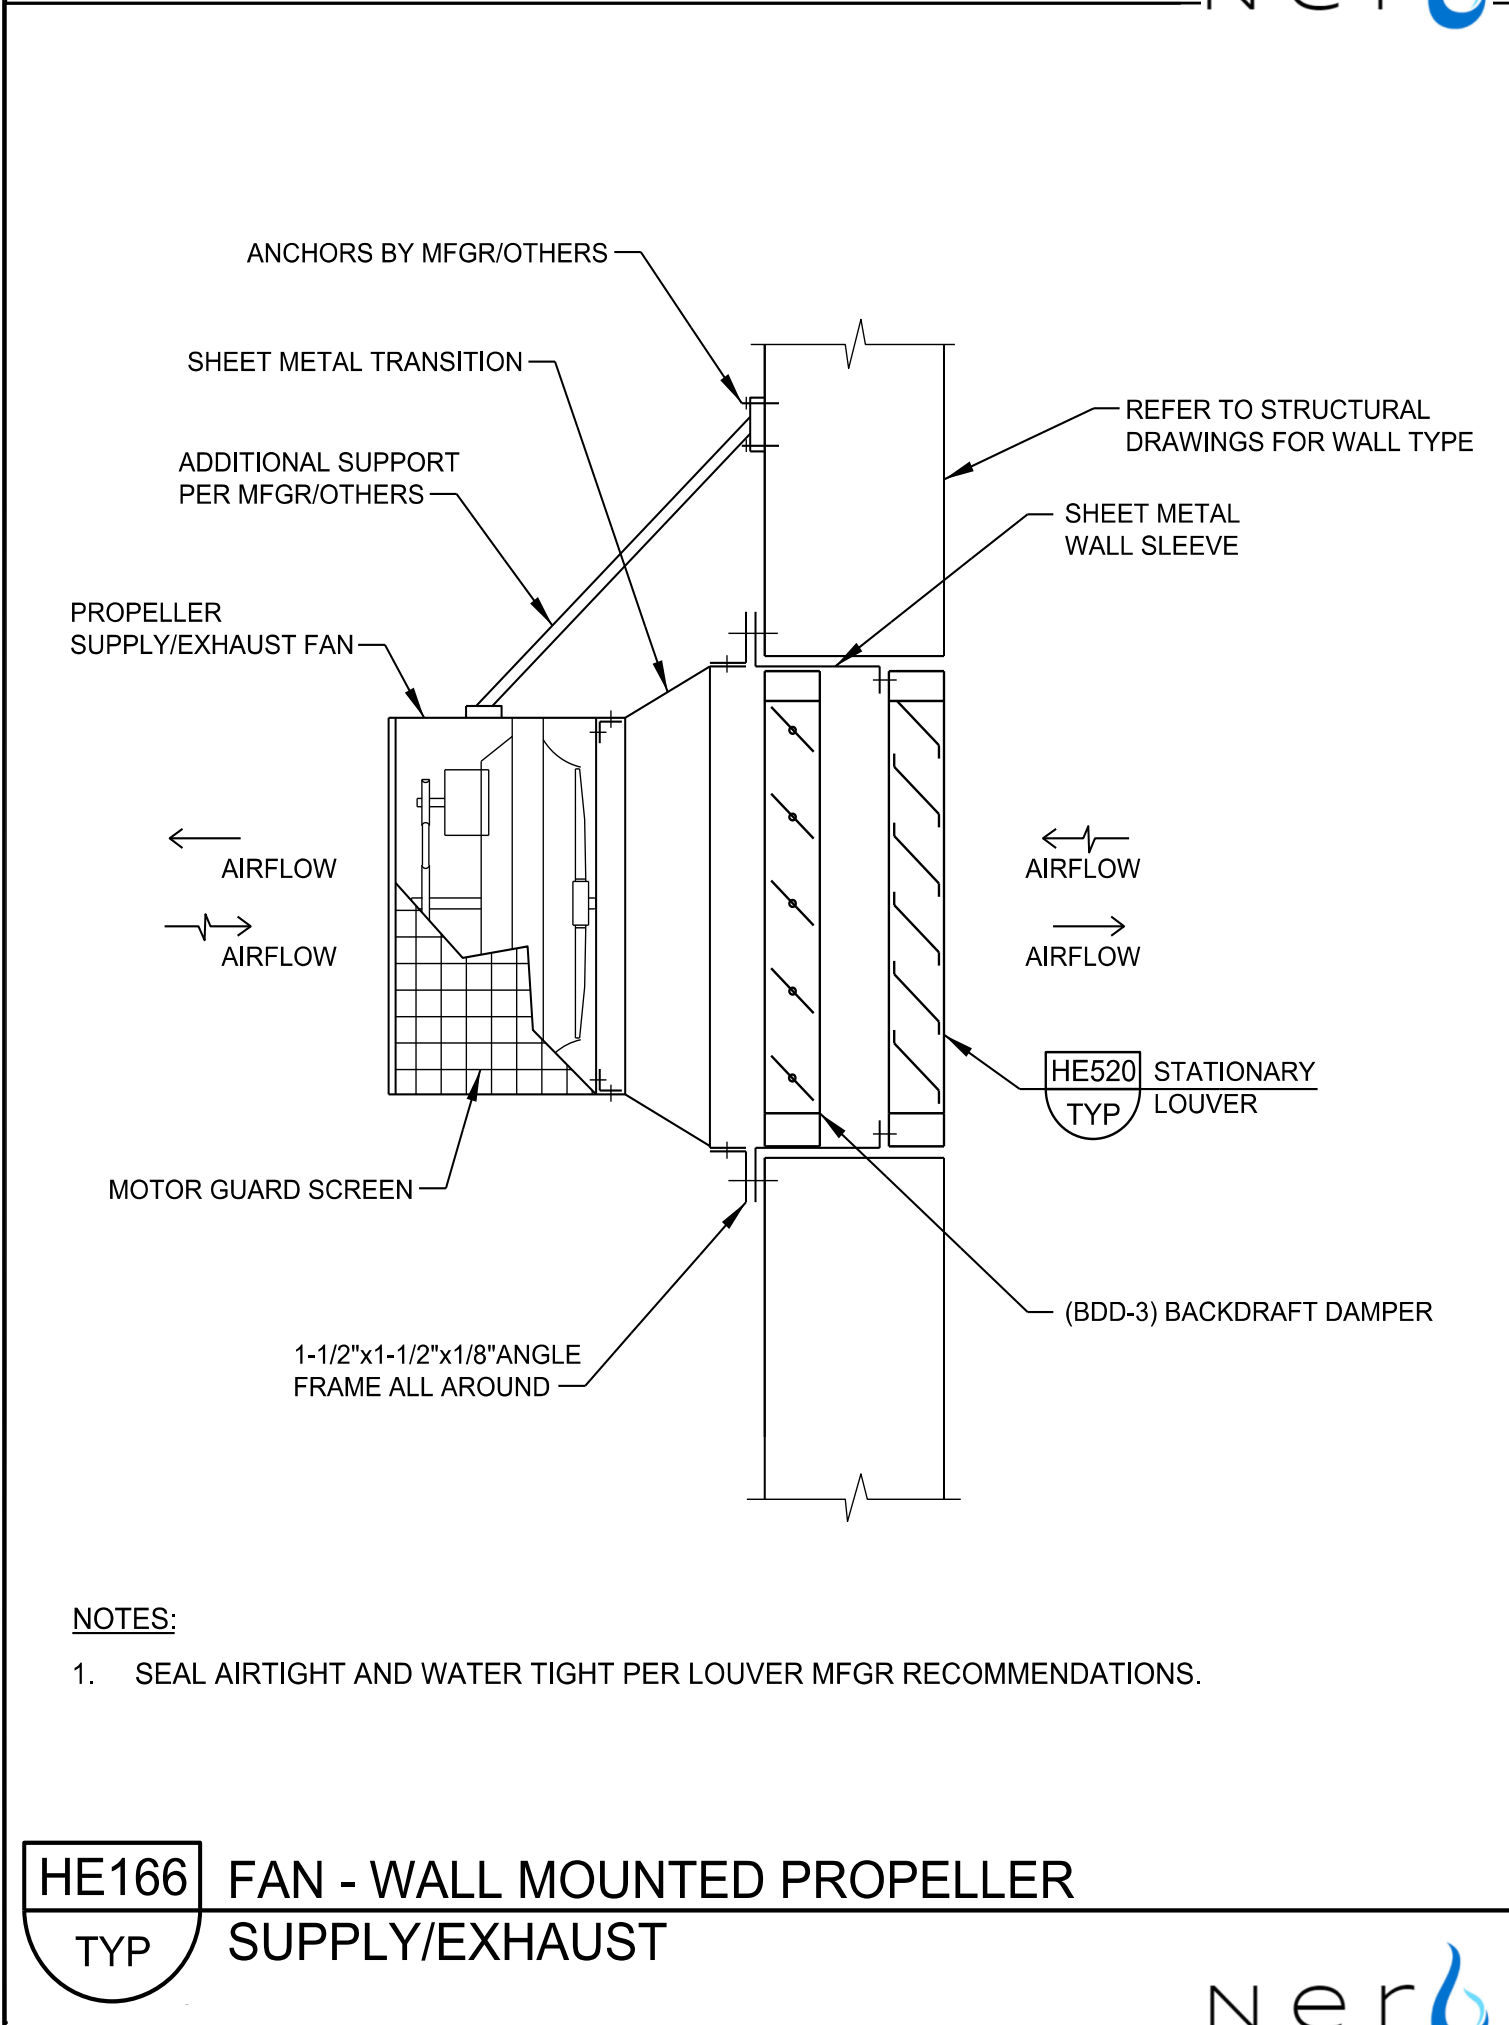 ANCHORS BY MFGR/OTHERS
SHEET METAL TRANSITION
REFER TO STRUCTURAL
DRAWINGS FOR WALL TYPE
ADDITIONAL SUPPORT
PER MFGR/OTHERS
SHEET METAL
WALL SLEEVE
PROPELLER
SUPPLY/EXHAUST FAN
AIRFLOW
AIRFLOW
AIRFLOW
AIRFLOW
HE520
TYP
STATIONARY
LOUVER
MOTOR GUARD SCREEN
(BDD-3) BACKDRAFT DAMPER
1-1/2"x1-1/2"x1/8"ANGLE
FRAME ALL AROUND
NOTES:
1. SEAL AIRTIGHT AND WATER TIGHT PER LOUVER MFGR RECOMMENDATIONS.
HE166
TYP
FAN - WALL MOUNTED PROPELLER
SUPPLY/EXHAUST
Ner